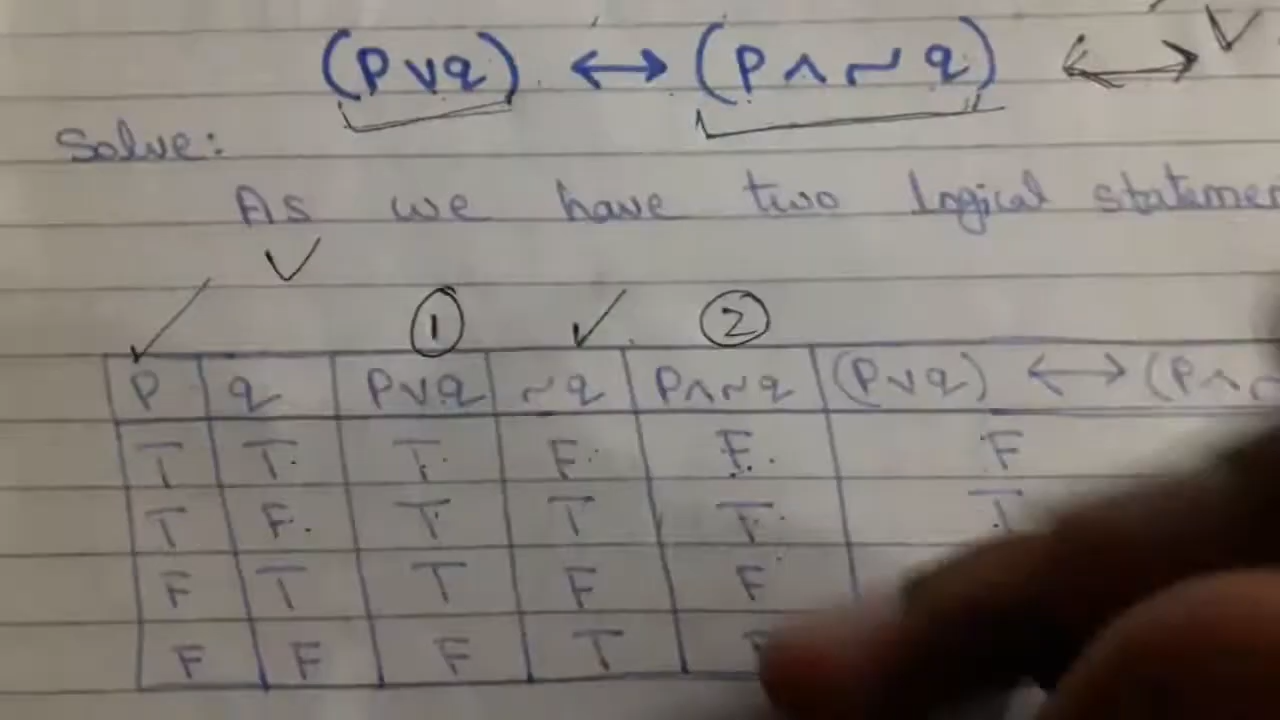 (P∨q) ↔ (P∧~q) ↔
Solve:
As we have two logical
① ②
P q P∨q ~q P∧~q (P∨q) ↔ (P∧
T T T F F F
T F T T T T
F T T F F
F F F T